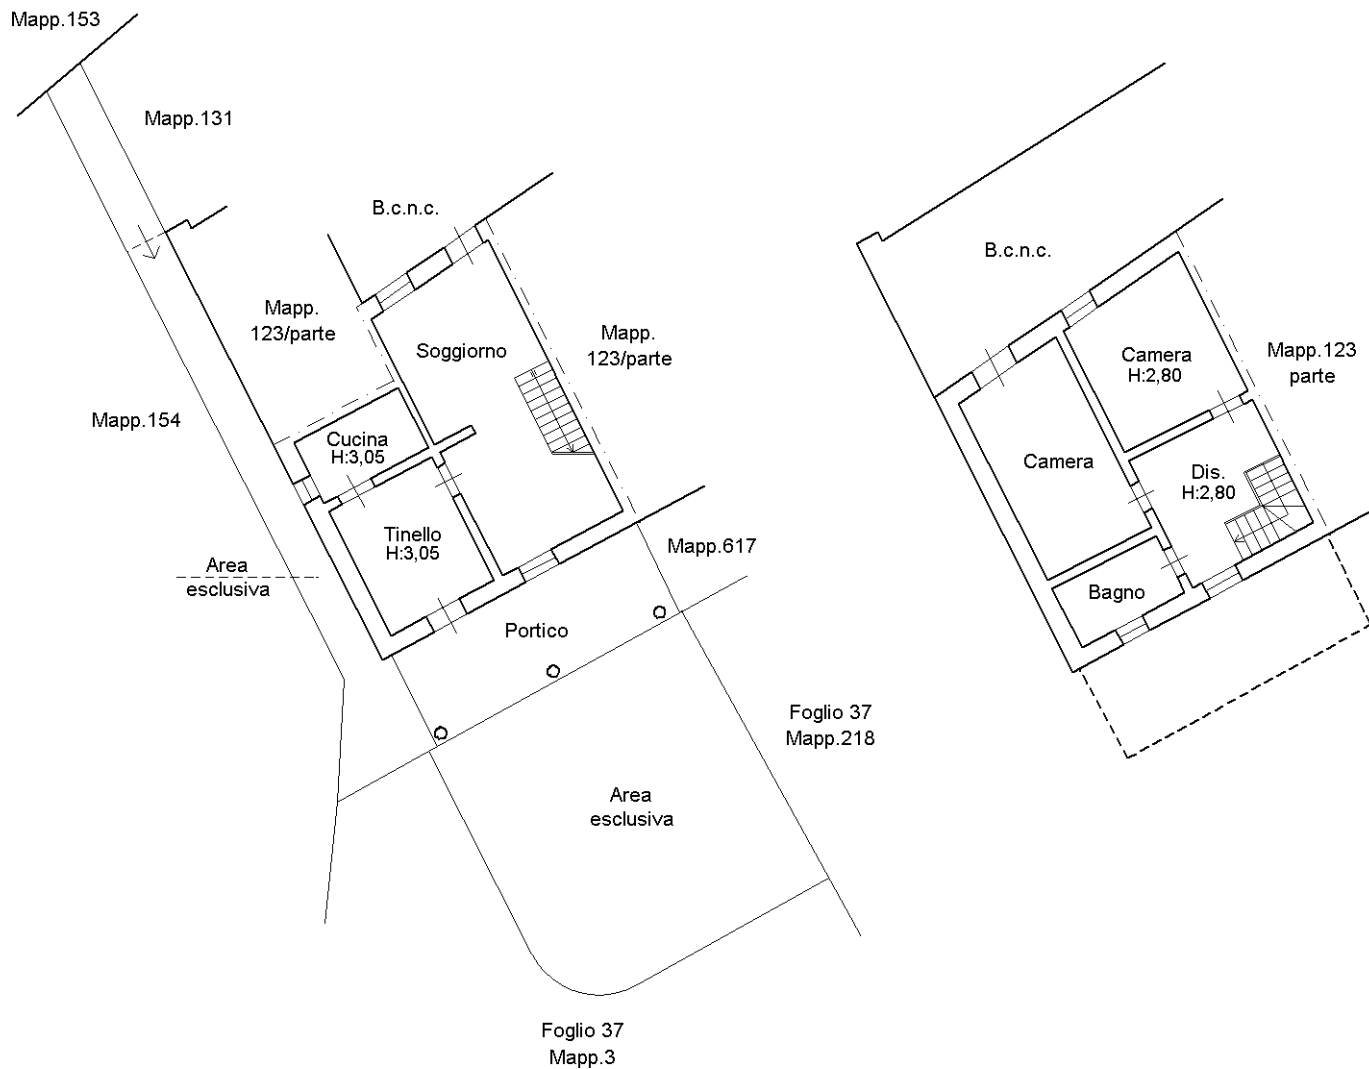 Mapp.153
Mapp.131
B.c.n.c.
Mapp.
123/parte
Soggiorno
Mapp.
123/parte
Mapp.154
Cucina
H:3,05
Tinello
H:3,05
Area
esclusiva
Mapp.617
Portico
Foglio 37
Mapp.218
Area
esclusiva
Foglio 37
Mapp.3
B.c.n.c.
Camera
H:2,80
Mapp.123
parte
Camera
Dis.
H:2,80
Bagno